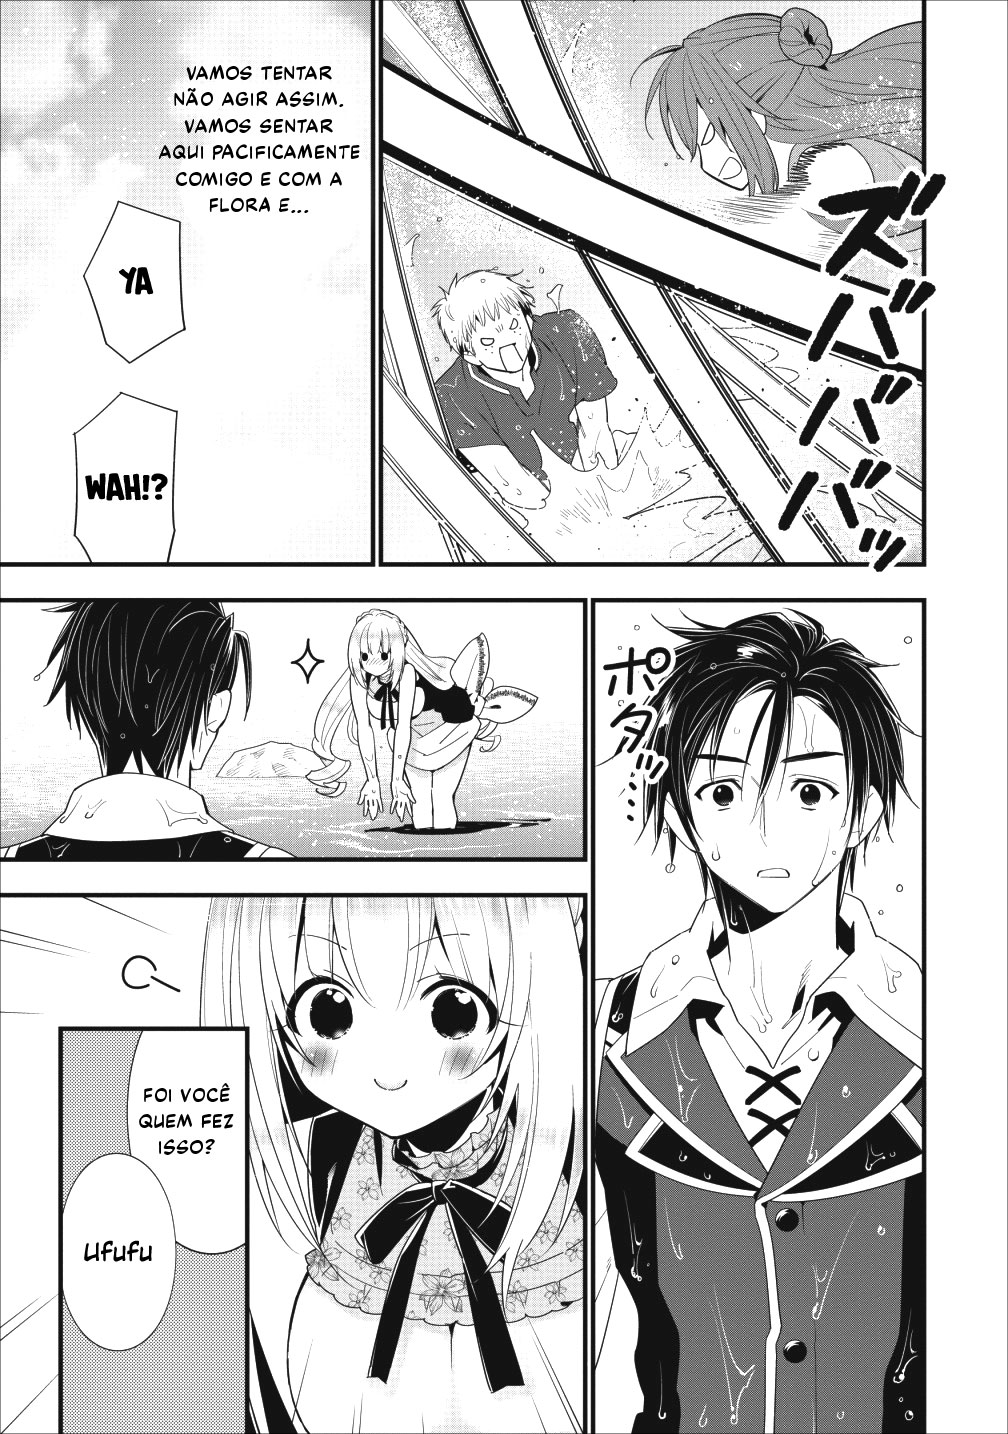 ズババババッ
VAMOS TENTAR
NÃO AGIR ASSIM.
VAMOS SENTAR
AQUI PACIFICAMENTE
COMIGO E COM A
FLORA E...
YA
WAH!?
ポタッ…
FOI VOCÊ
QUEM FEZ
ISSO?
Ufufu